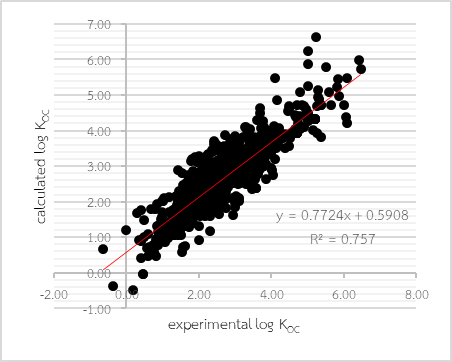 7.00
6.00
5.00
4.00
3.00
2.00
1.00
0.00
-1.00
calculated log KOC
y = 0.7724x + 0.5908
R² = 0.757
-2.00 0.00 2.00 4.00 6.00 8.00
experimental log KOC